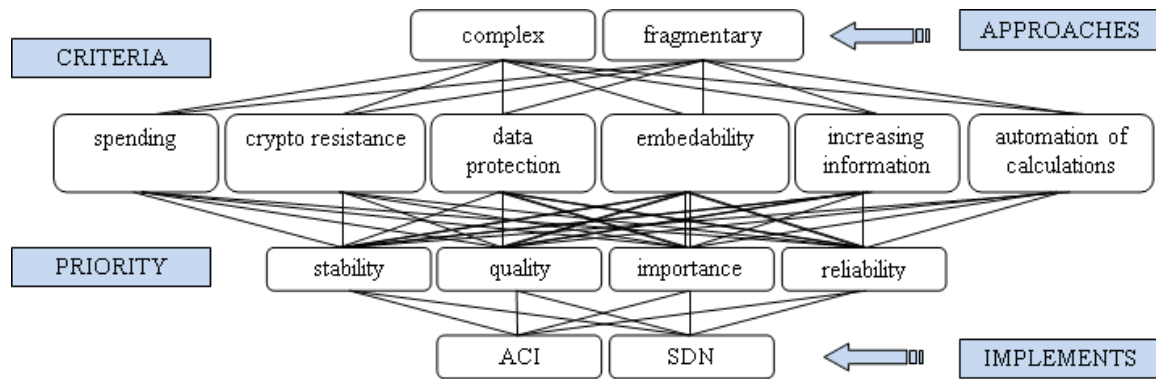 complex
fragmentary
APPROACHES
CRITERIA
spending
crypto resistance
data
protection
embedability
increasing
information
automation of
calculations
PRIORITY
stability
quality
importance
reliability
ACI
SDN
IMPLEMENTS